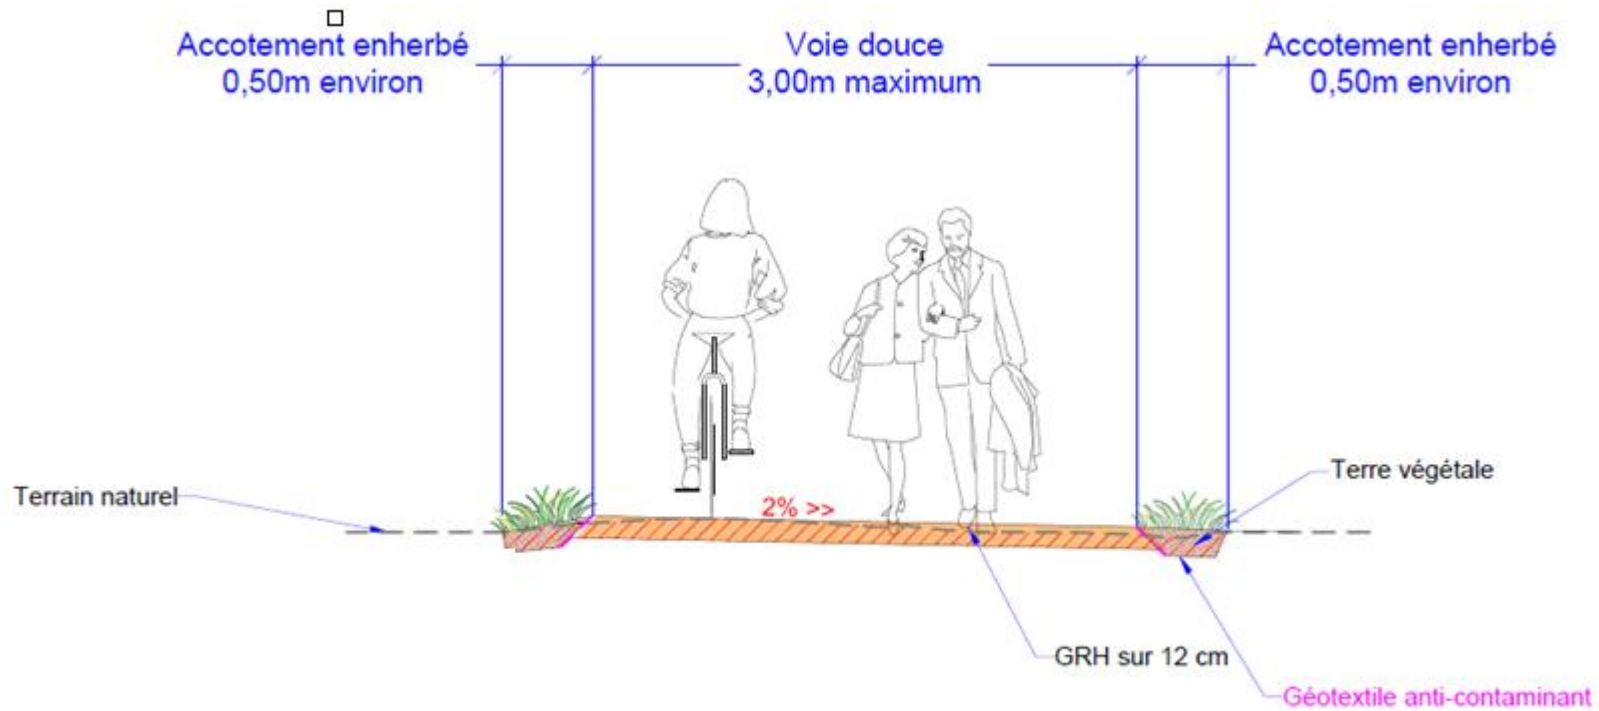 Accotement enherbé
0,50m environ
Voie douce
3,00m maximum
Accotement enherbé
0,50m environ
Terrain naturel
2% >>
Terre végétale
GRH sur 12 cm
Géotextile anti-contaminant